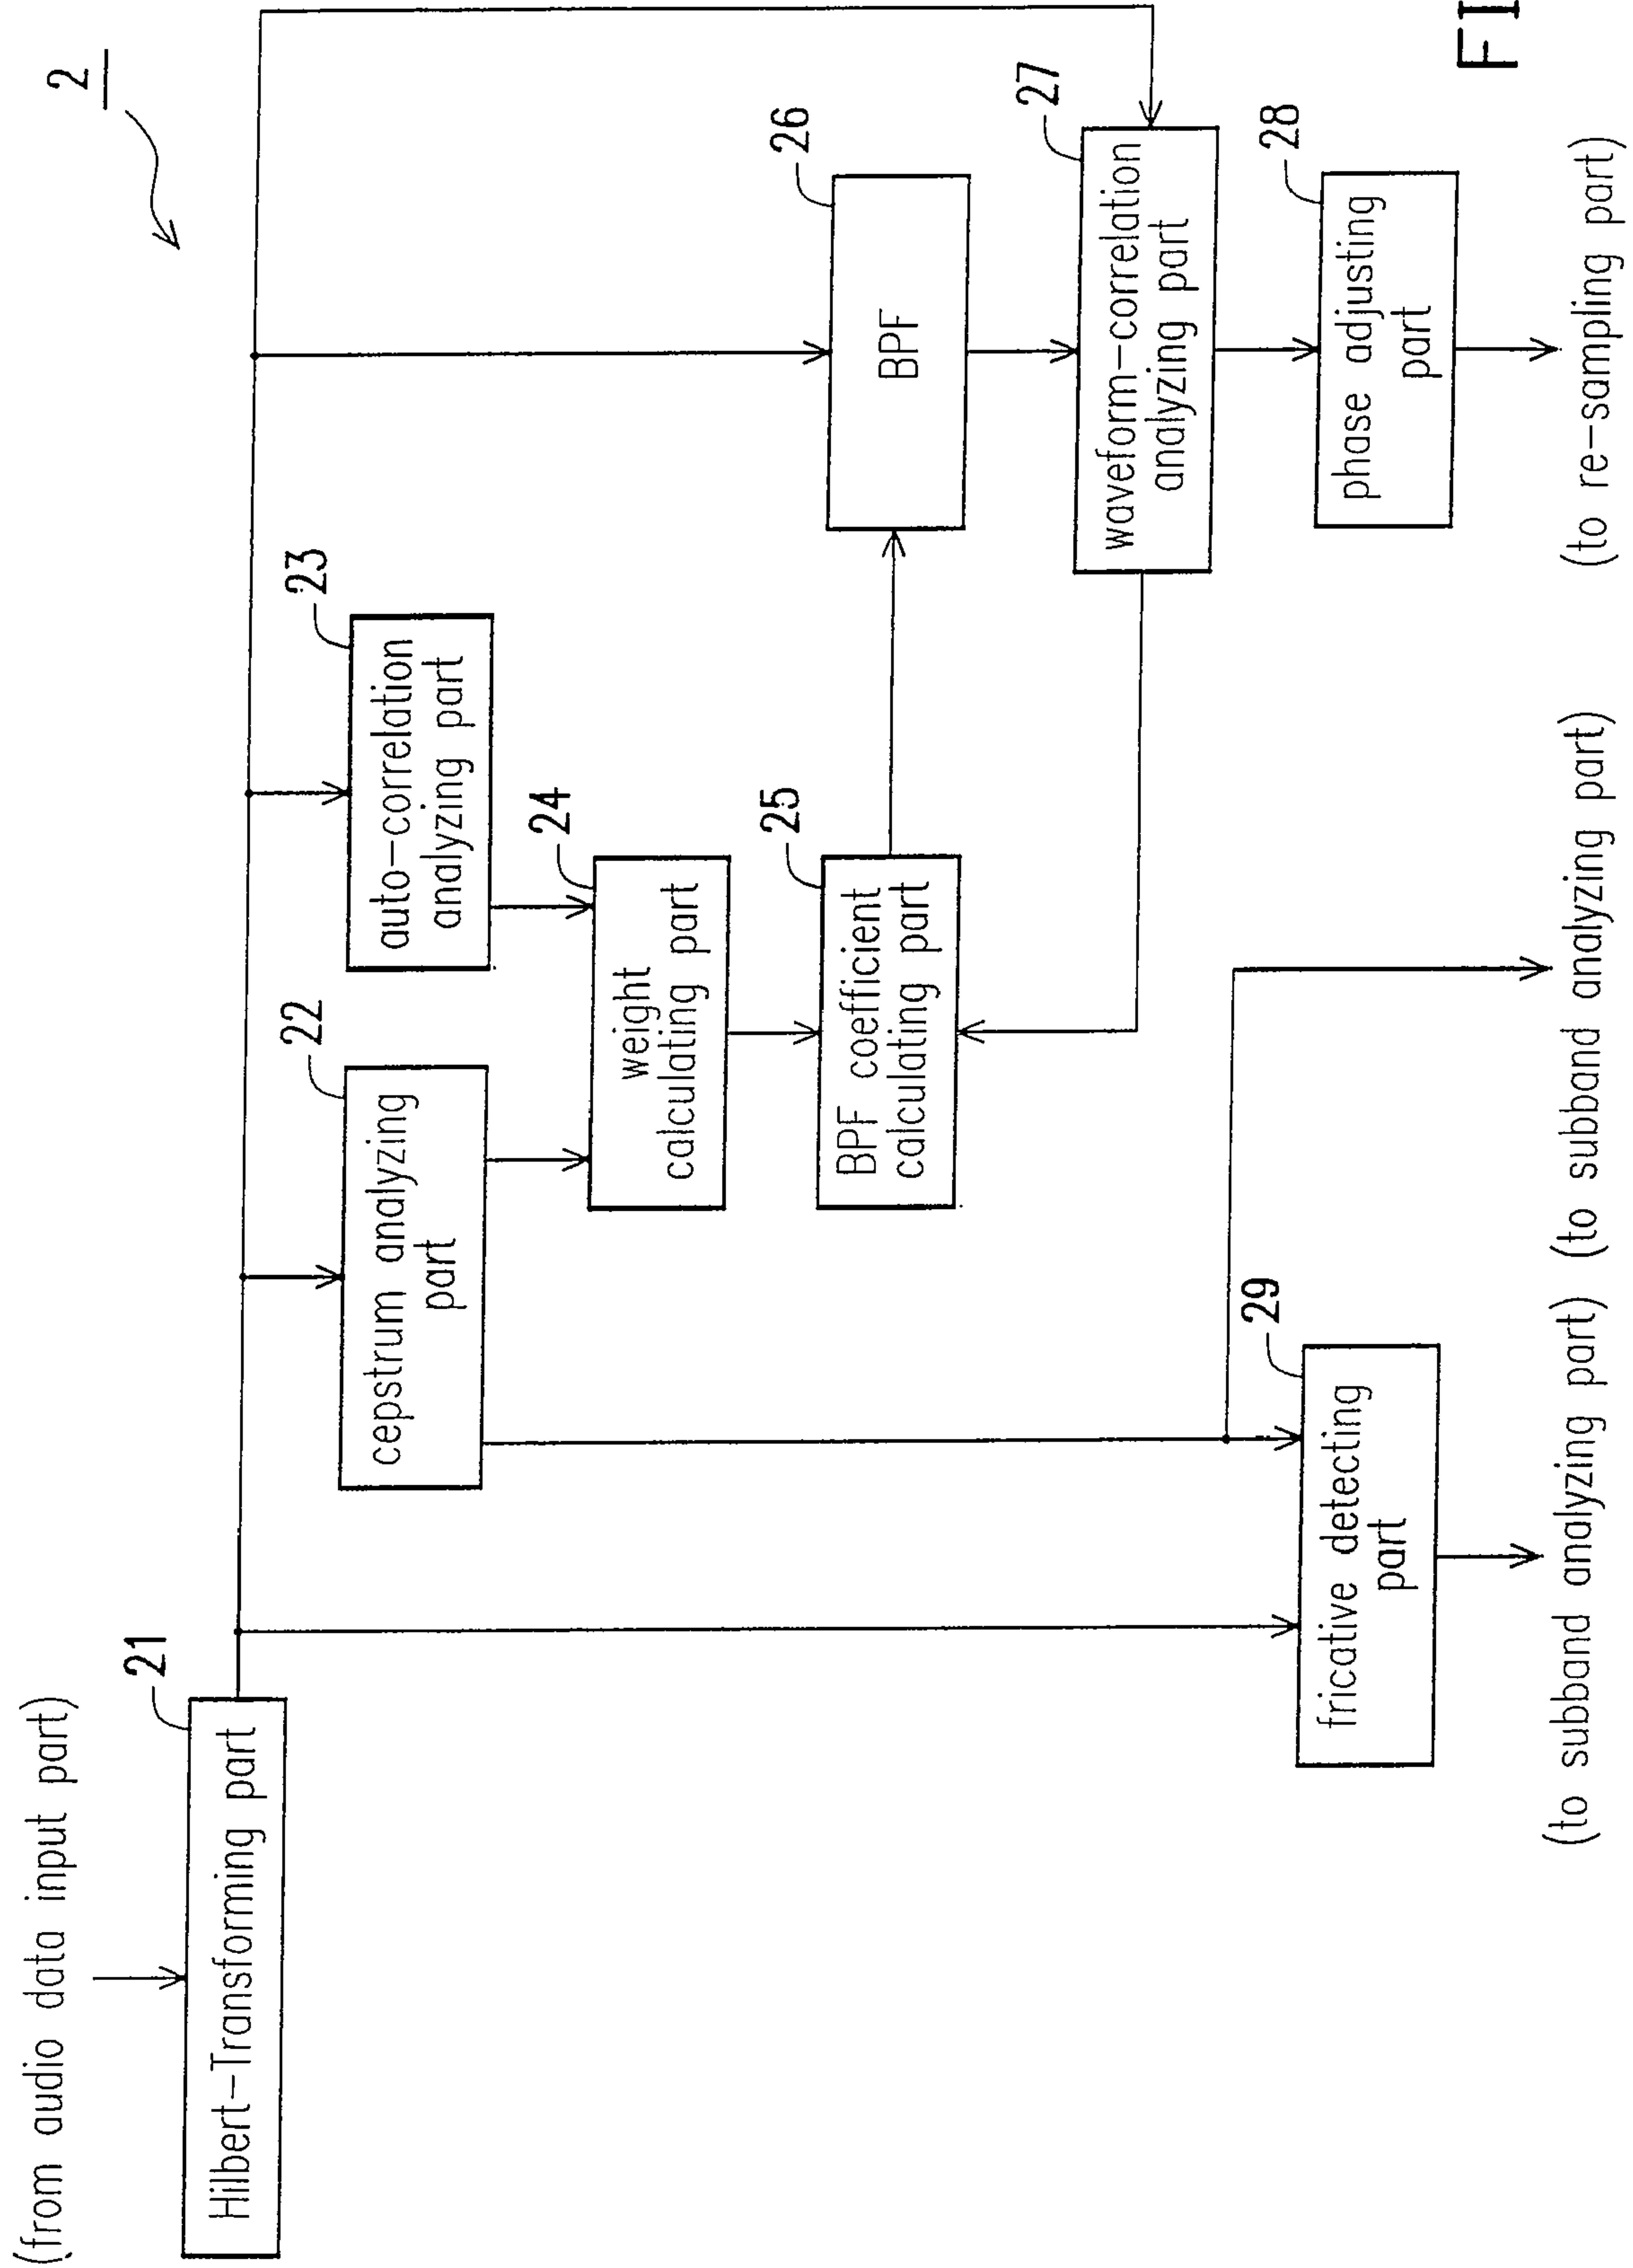 (from audio data input part)
21
Hilbert-Transforming part
2
22
cepstrum analyzing
part
23
auto-correlation
analyzing part
24
weight
calculating part
25
BPF coefficient
calculating part
26
BPF
27
waveform-correlation
analyzing part
28
phase adjusting
part
29
fricative detecting
part
(to subband analyzing part)
(to subband analyzing part)
(to re-sampling part)
FI